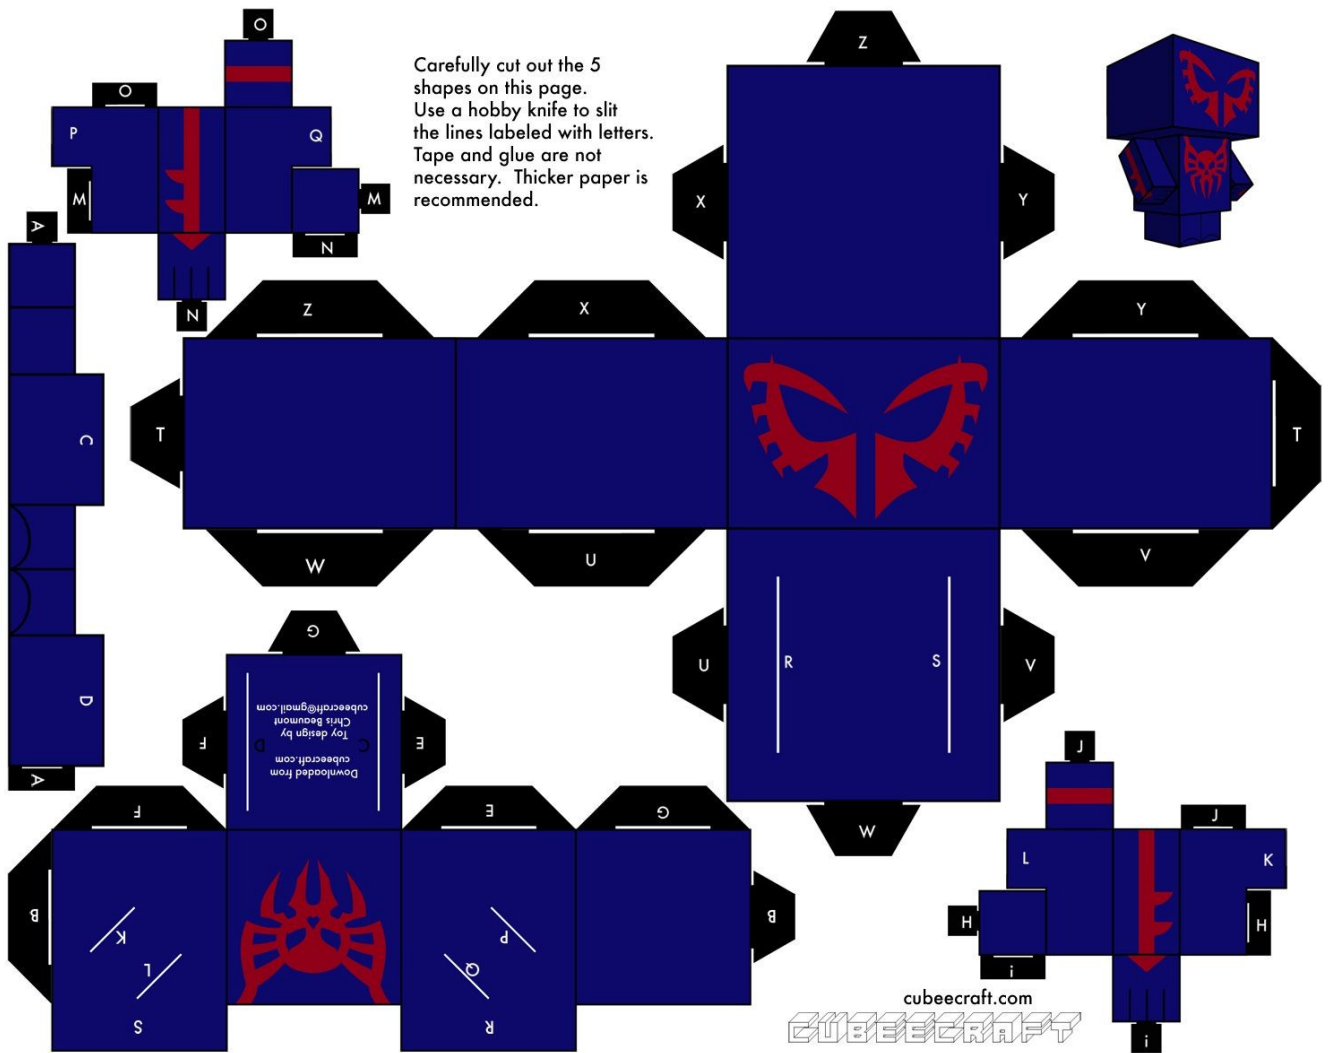 O
Carefully cut out the 5
shapes on this page.
Use a hobby knife to slit
the lines labeled with letters.
Tape and glue are not
necessary. Thicker paper is
recommended.
Z
O
P
Q
M
M
X
Y
A
N
N
Z
X
Y
C
T
T
W
U
V
G
U
R
S
V
D
cubeecraft@gmail.com
Chris Beaumont
Toy design by
F
D
C
E
cubeecraft.com
Downloaded from
A
J
F
E
G
W
J
L
K
B
B
K
P
H
H
L
Q
i
S
R
cubeecraft.com
CUBEECRAFT
i